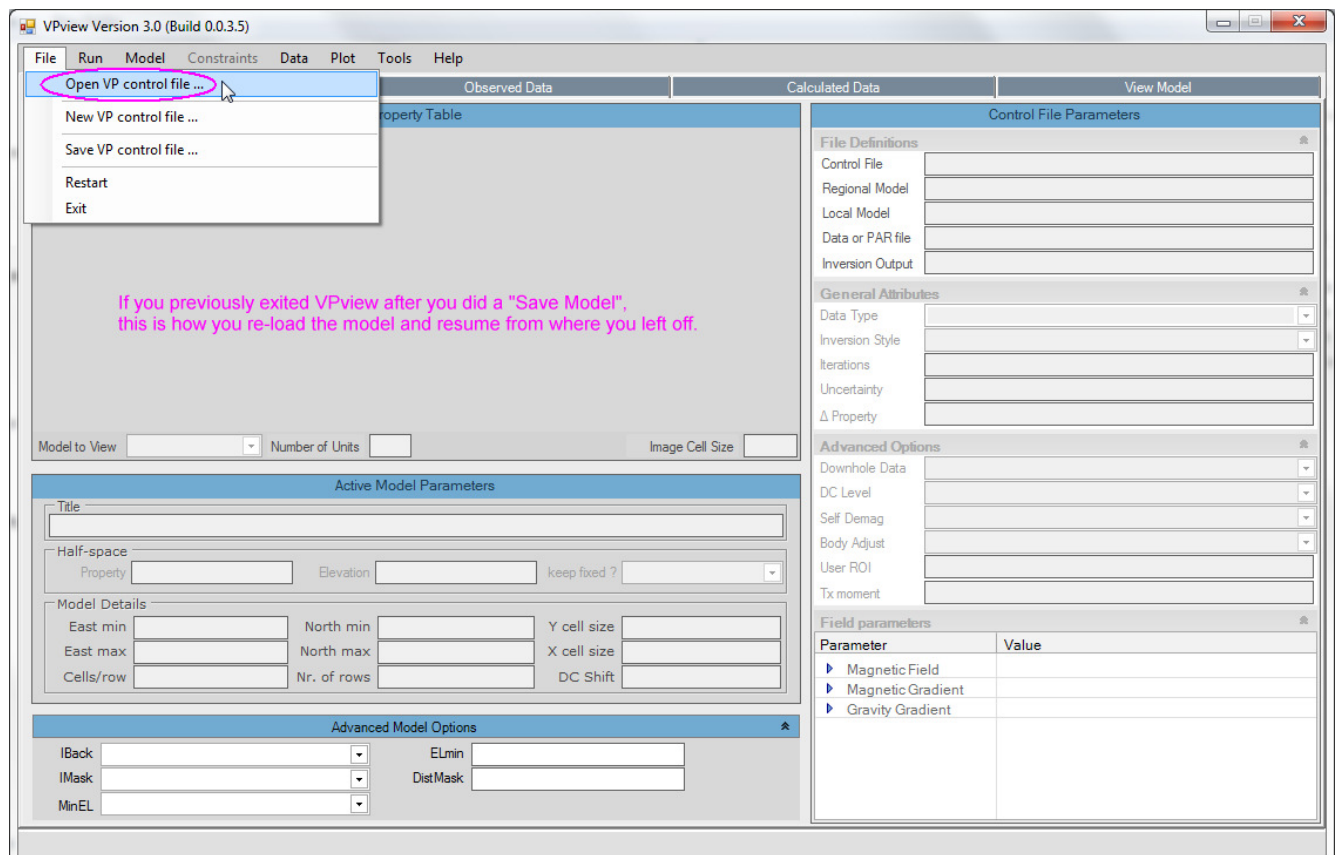 VPview Version 3.0 (Build 0.0.3.5)
File Run Model Constraints Data Plot Tools Help
Open VP control file ...
New VP control file ...
Save VP control file ...
Restart
Exit
Observed Data
Calculated Data
View Model
roperty Table
If you previously exited VPview after you did a "Save Model",
this is how you re-load the model and resume from where you left off.
Model to View
Number of Units
Image Cell Size
Active Model Parameters
Title
Half-space
Property
Elevation
keep fixed ?
Model Details
East min
North min
Y cell size
East max
North max
X cell size
Cells/row
Nr. of rows
DC Shift
Advanced Model Options
IBack
ELmin
IMask
DistMask
MinEL
Control File Parameters
File Definitions
Control File
Regional Model
Local Model
Data or PAR file
Inversion Output
General Attributes
Data Type
Inversion Style
Iterations
Uncertainty
Δ Property
Advanced Options
Downhole Data
DC Level
Self Demag
Body Adjust
User ROI
Tx moment
Field parameters
Parameter Value
Magnetic Field
Magnetic Gradient
Gravity Gradient